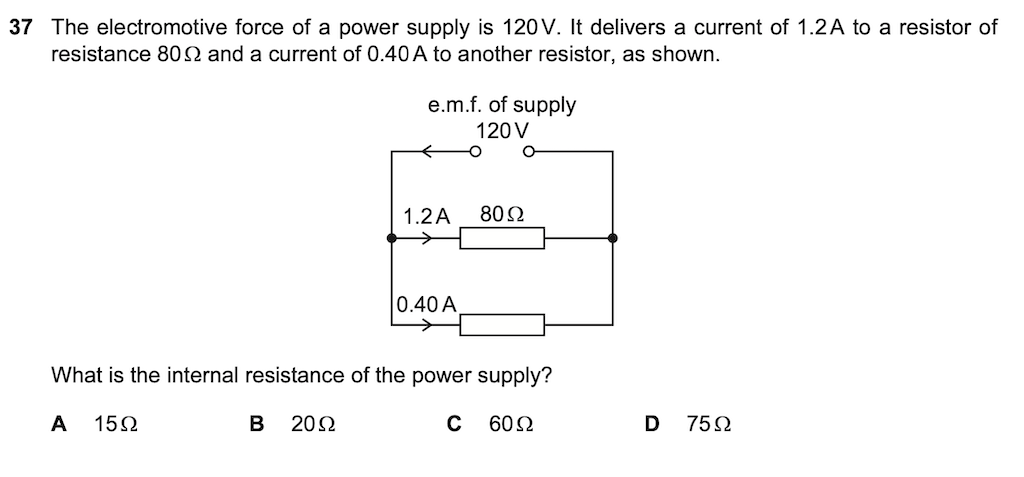 37 The electromotive force of a power supply is 120 V. It delivers a current of 1.2 A to a resistor of
resistance 80 Ω and a current of 0.40 A to another resistor, as shown.
e.m.f. of supply
120 V
1.2 A 80 Ω
0.40 A
What is the internal resistance of the power supply?
A 15 Ω B 20 Ω C 60 Ω D 75 Ω